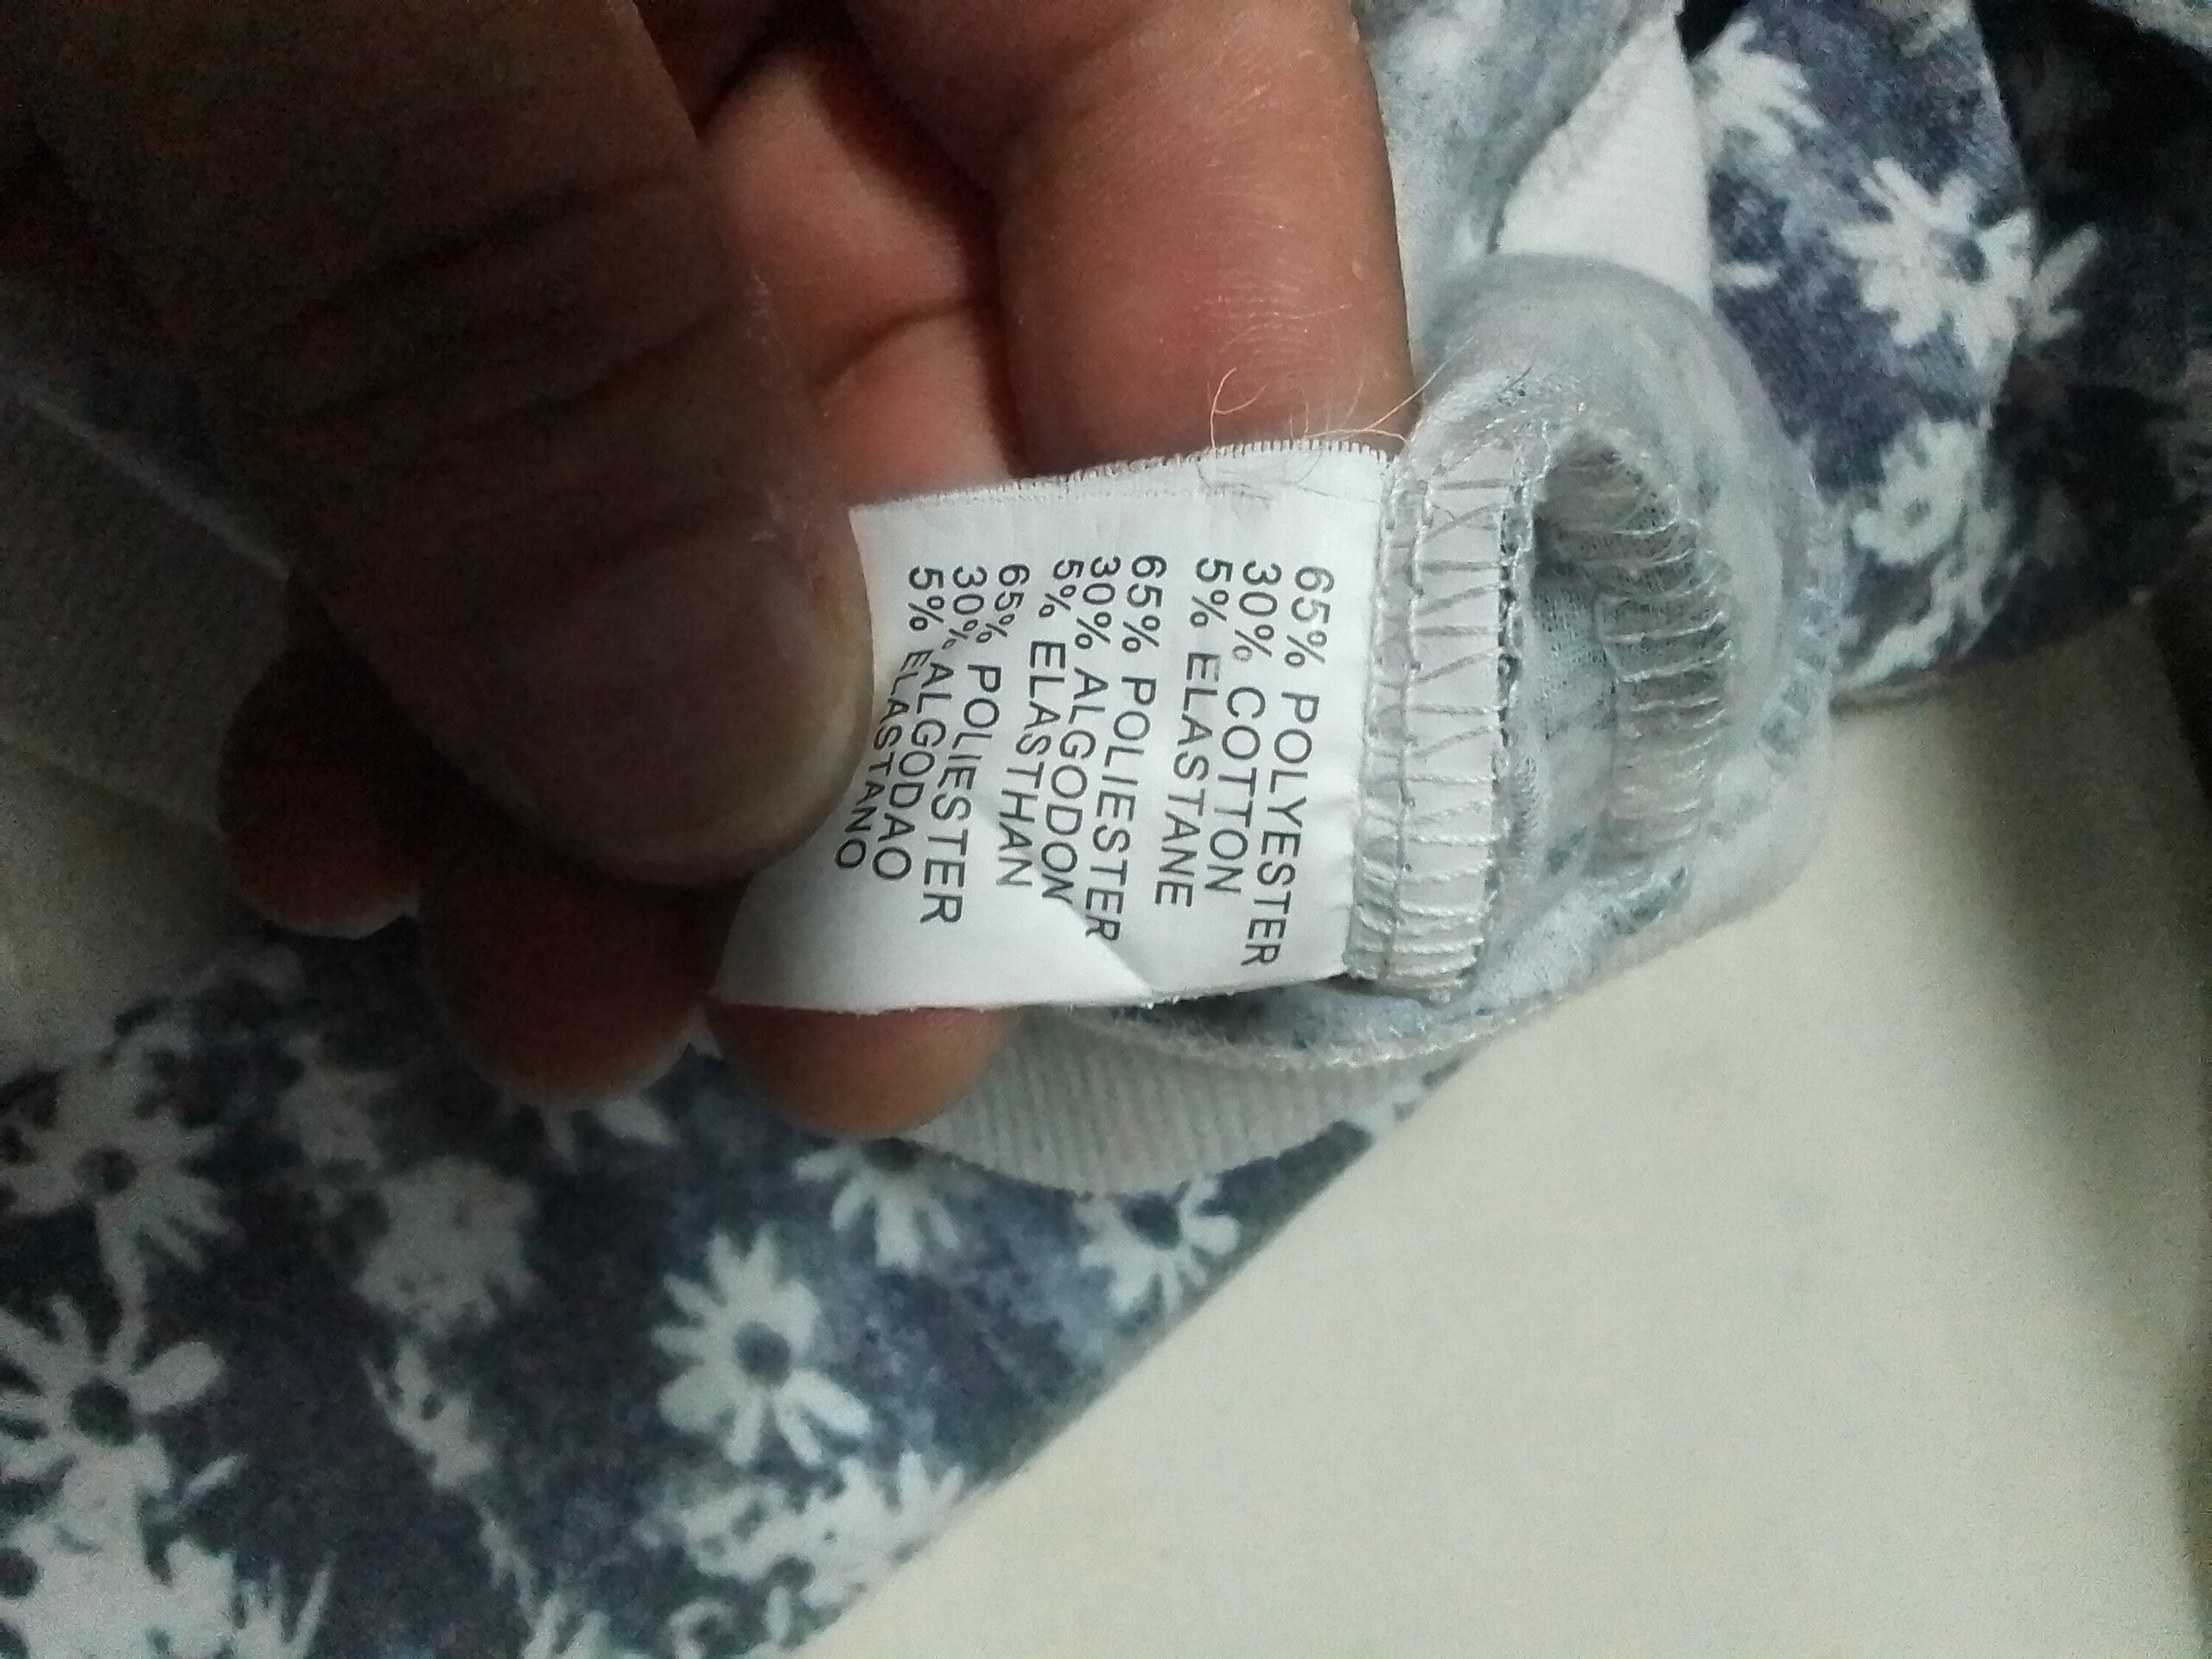 65% POLYESTER
30% COTTON
5% ELASTANE
65% POLIESTER
30% ALGODON
5% ELASTHAN
65% POLIESTER
30% ALGODAO
5% ELASTANO